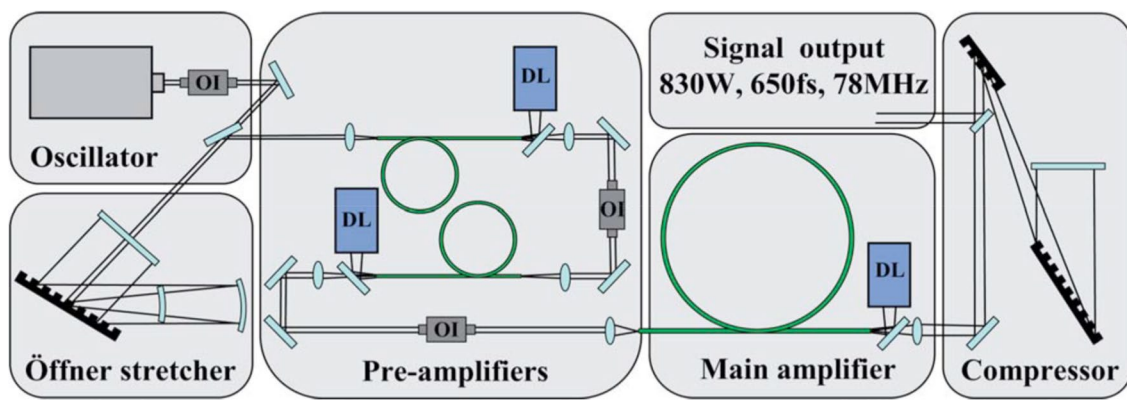 OI
Oscillator
Öffner stretcher
DL
OI
DL
OI
Pre-amplifiers
Signal output
830W, 650fs, 78MHz
DL
Main amplifier
Compressor